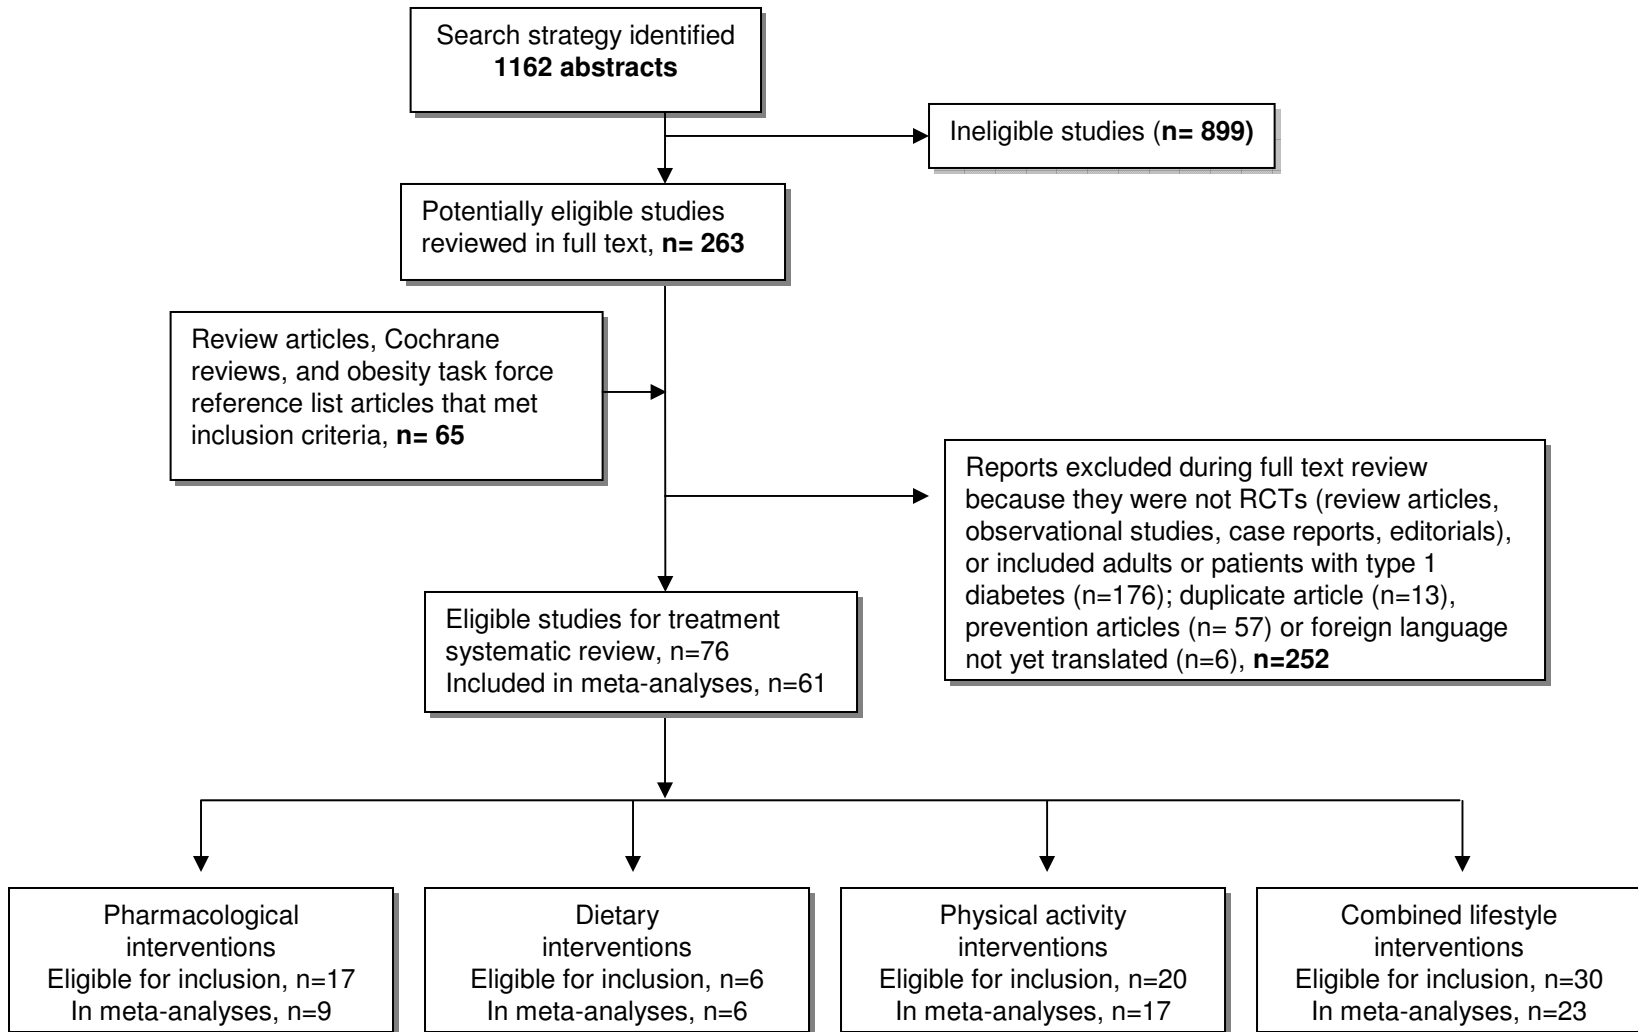 Search strategy identified
1162 abstracts
Ineligible studies (n= 899)
Potentially eligible studies
reviewed in full text, n= 263
Review articles, Cochrane
reviews, and obesity task force
reference list articles that met
inclusion criteria, n= 65
Reports excluded during full text review
because they were not RCTs (review articles,
observational studies, case reports, editorials),
or included adults or patients with type 1
diabetes (n=176); duplicate article (n=13),
prevention articles (n= 57) or foreign language
not yet translated (n=6), n=252
Eligible studies for treatment
systematic review, n=76
Included in meta-analyses, n=61
Pharmacological
interventions
Eligible for inclusion, n=17
In meta-analyses, n=9
Dietary
interventions
Eligible for inclusion, n=6
In meta-analyses, n=6
Physical activity
interventions
Eligible for inclusion, n=20
In meta-analyses, n=17
Combined lifestyle
interventions
Eligible for inclusion, n=30
In meta-analyses, n=23